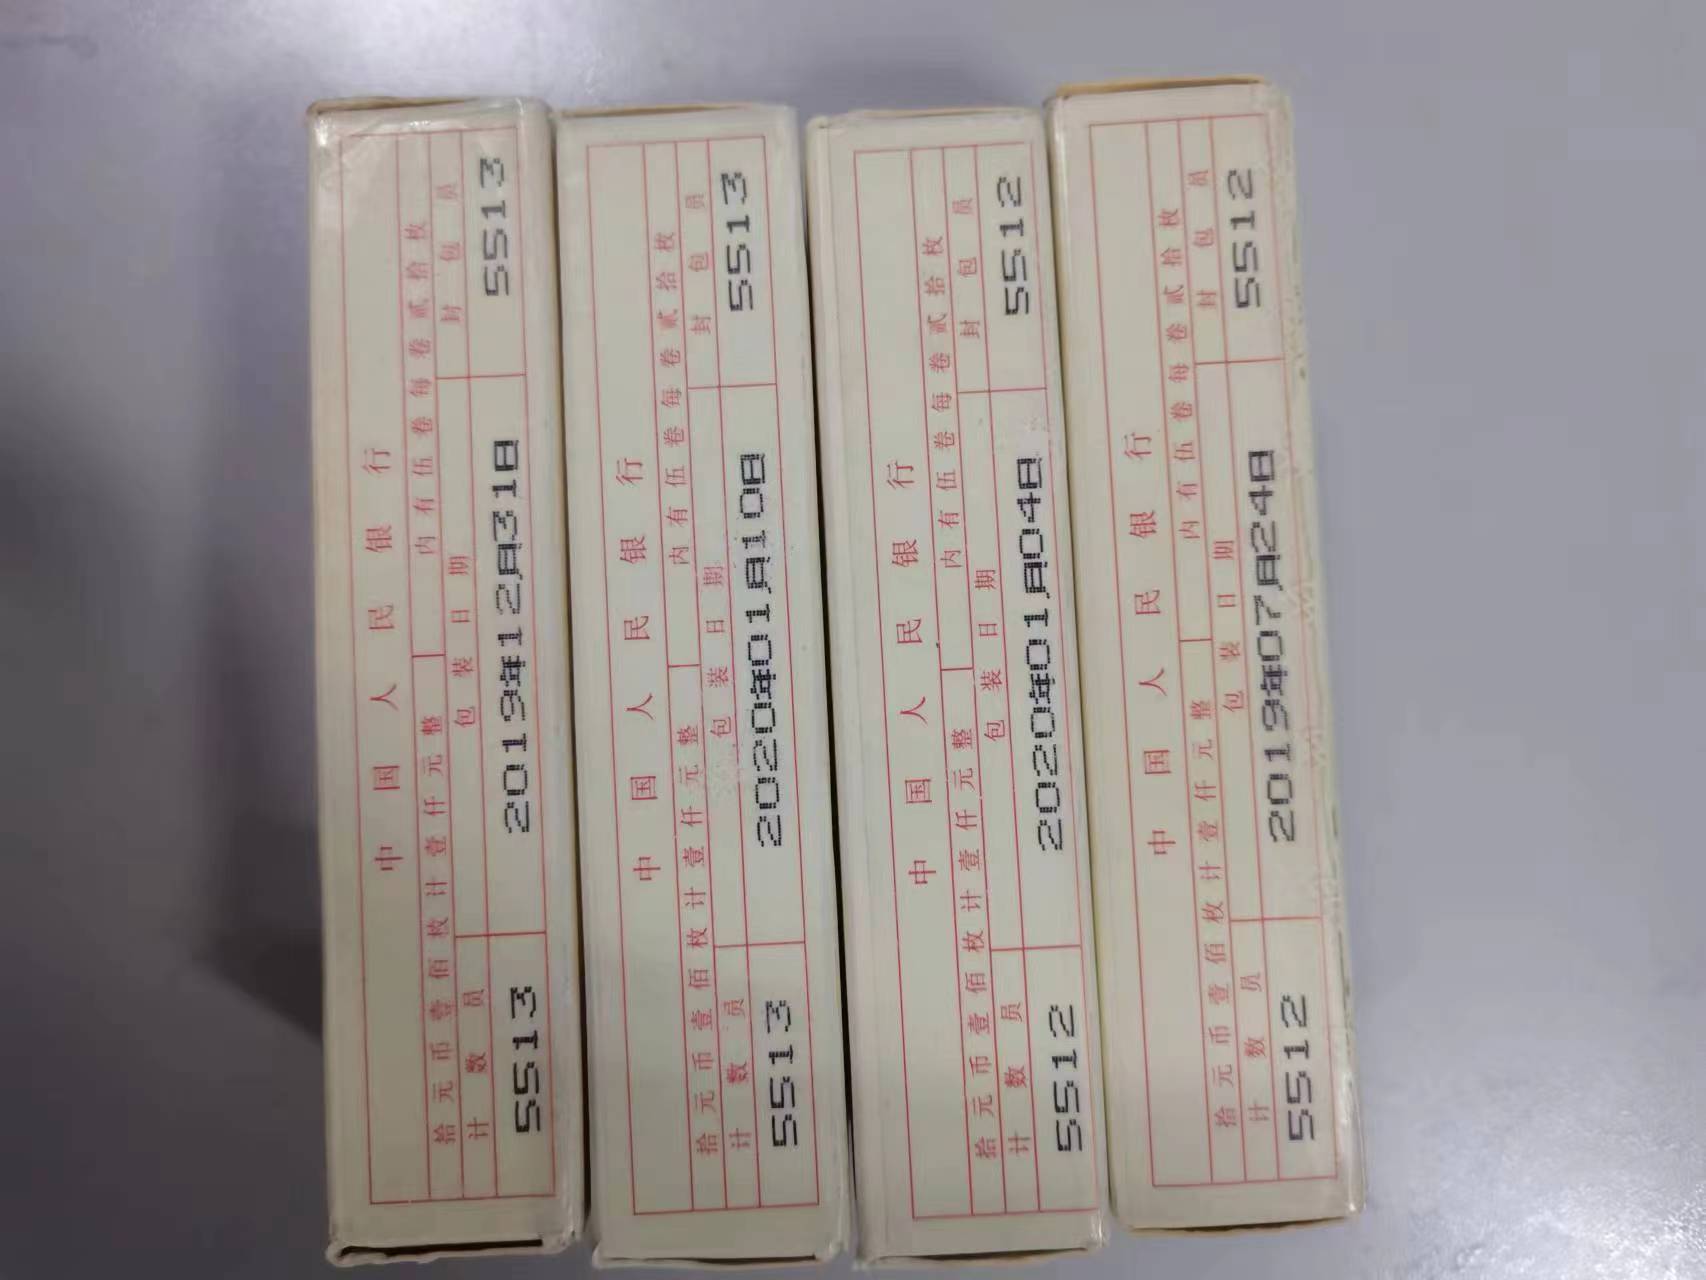 中国人民银行
拾元币壹佰枚计壹仟元整
内有伍卷每卷贰拾枚
计数员
包装日期
封包员
5513
2019年12月31日
5513
中国人民银行
拾元币壹佰枚计壹仟元整
内有伍卷每卷贰拾枚
计数员
包装日期
封包员
5513
2020年01月10日
5513
中国人民银行
拾元币壹佰枚计壹仟元整
内有伍卷每卷贰拾枚
计数员
包装日期
封包员
5512
2020年01月04日
5512
中国人民银行
拾元币壹佰枚计壹仟元整
内有伍卷每卷贰拾枚
计数员
包装日期
封包员
5512
2019年07月24日
5512